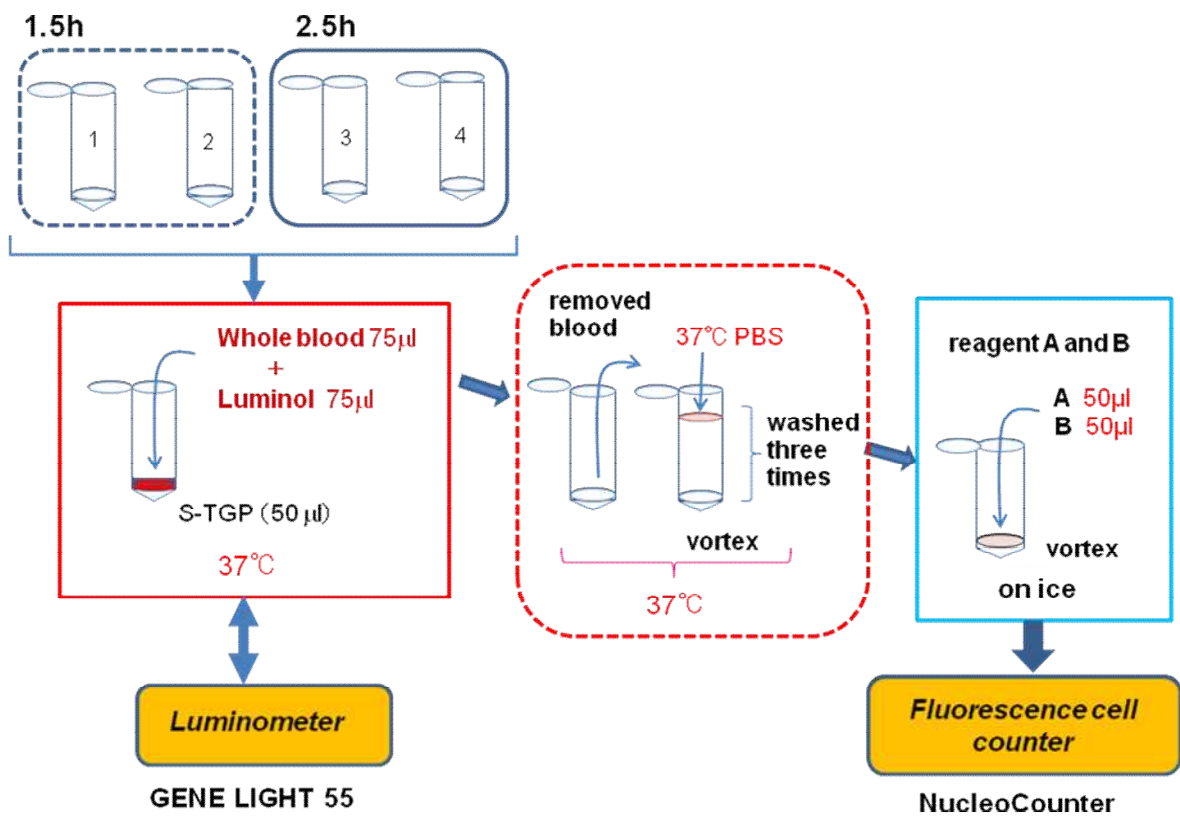 1.5h
2.5h
1
2
3
4
Whole blood 75μl
+
Luminol 75μl
S-TGP (50 μl)
37℃
removed
blood
37℃ PBS
washed
three
times
vortex
37℃
reagent A and B
A 50μl
B 50μl
vortex
on ice
Luminometer
GENE LIGHT 55
Fluorescence cell
counter
NucleoCounter